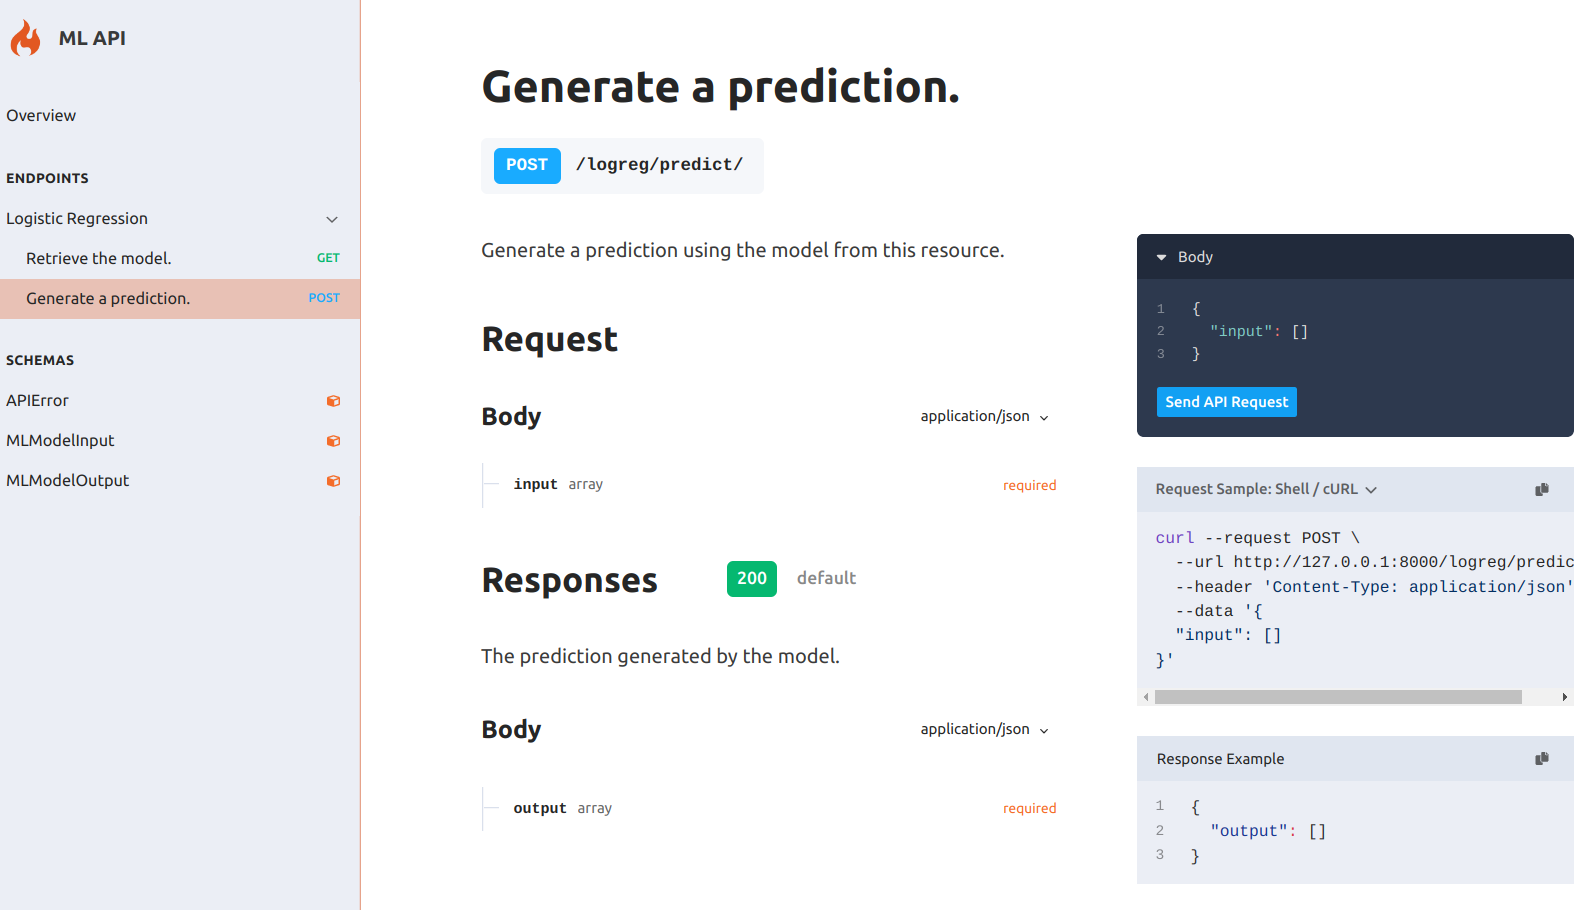 ML API
Overview
ENDPOINTS
Logistic Regression
Retrieve the model. GET
Generate a prediction. POST
SCHEMAS
APIError
MLModelInput
MLModelOutput
Generate a prediction.
POST /logreg/predict/
Generate a prediction using the model from this resource.
Request
Body application/json
input array required
Responses 200 default
The prediction generated by the model.
Body application/json
output array required
Body
1 {
2 "input": []
3 }
Send API Request
Request Sample: Shell / cURL
curl --request POST \
--url http://127.0.0.1:8000/logreg/predic
--header 'Content-Type: application/json'
--data '{
"input": []
}'
Response Example
1 {
2 "output": []
3 }